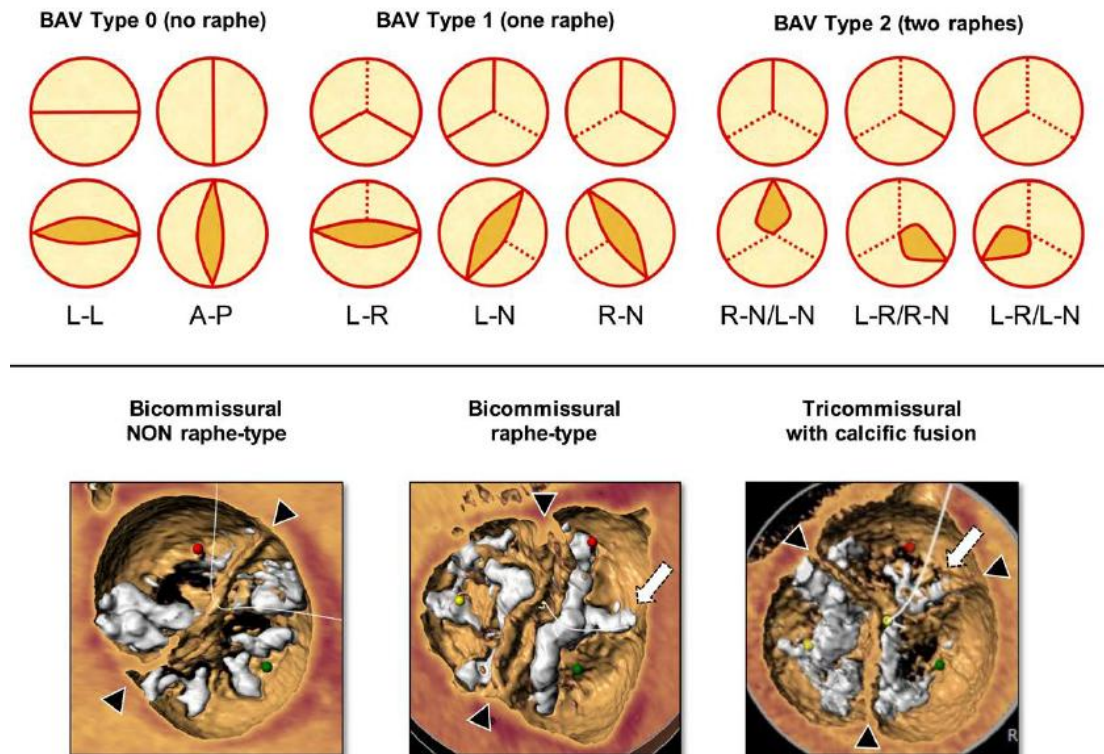 BAV Type 0 (no raphe)
BAV Type 1 (one raphe)
BAV Type 2 (two raphes)
L-L
A-P
L-R
L-N
R-N
R-N/L-N
L-R/R-N
L-R/L-N
Bicommissural
NON raphe-type
Bicommissural
raphe-type
Tricommissural
with calcific fusion
R